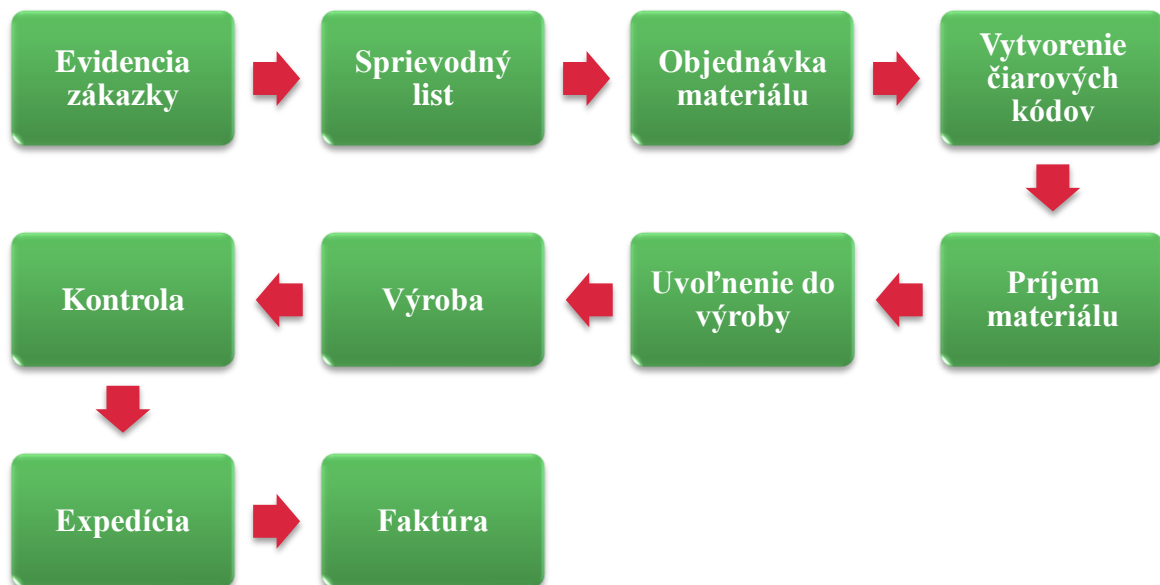 Evidencia
zákazky
Sprievodný
list
Objednávka
materiálu
Vytvorenie
čiarových
kódov
Príjem
materiálu
Uvoľnenie do
výroby
Výroba
Kontrola
Expedícia
Faktúra